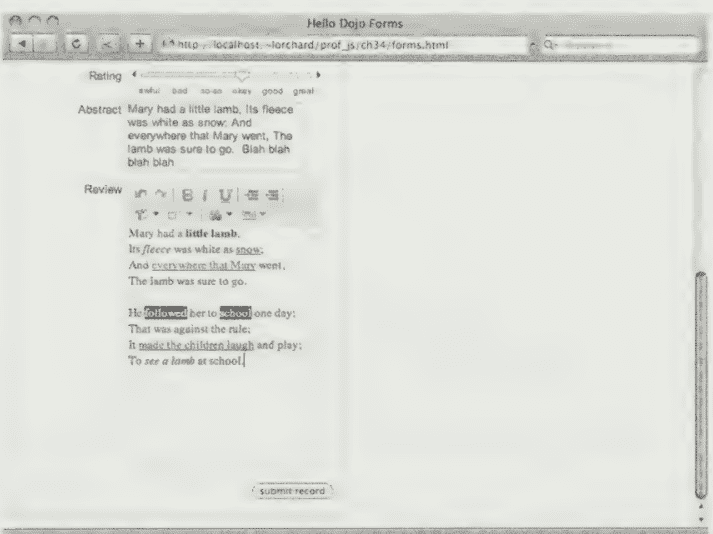 Hello Dojo Forms
http://localhost/~lorchard/prof_js/ch34/forms.html
Rating
awful bad so-so okay good great
Abstract Mary had a little lamb, Its fleece
was white as snow; And
everywhere that Mary went, The
lamb was sure to go. Blah blah
blah blah
Review
B I U
Mary had a little lamb,
Its fleece was white as snow;
And everywhere that Mary went,
The lamb was sure to go.
He followed her to school one day;
That was against the rule;
It made the children laugh and play;
To see a lamb at school.
submit record